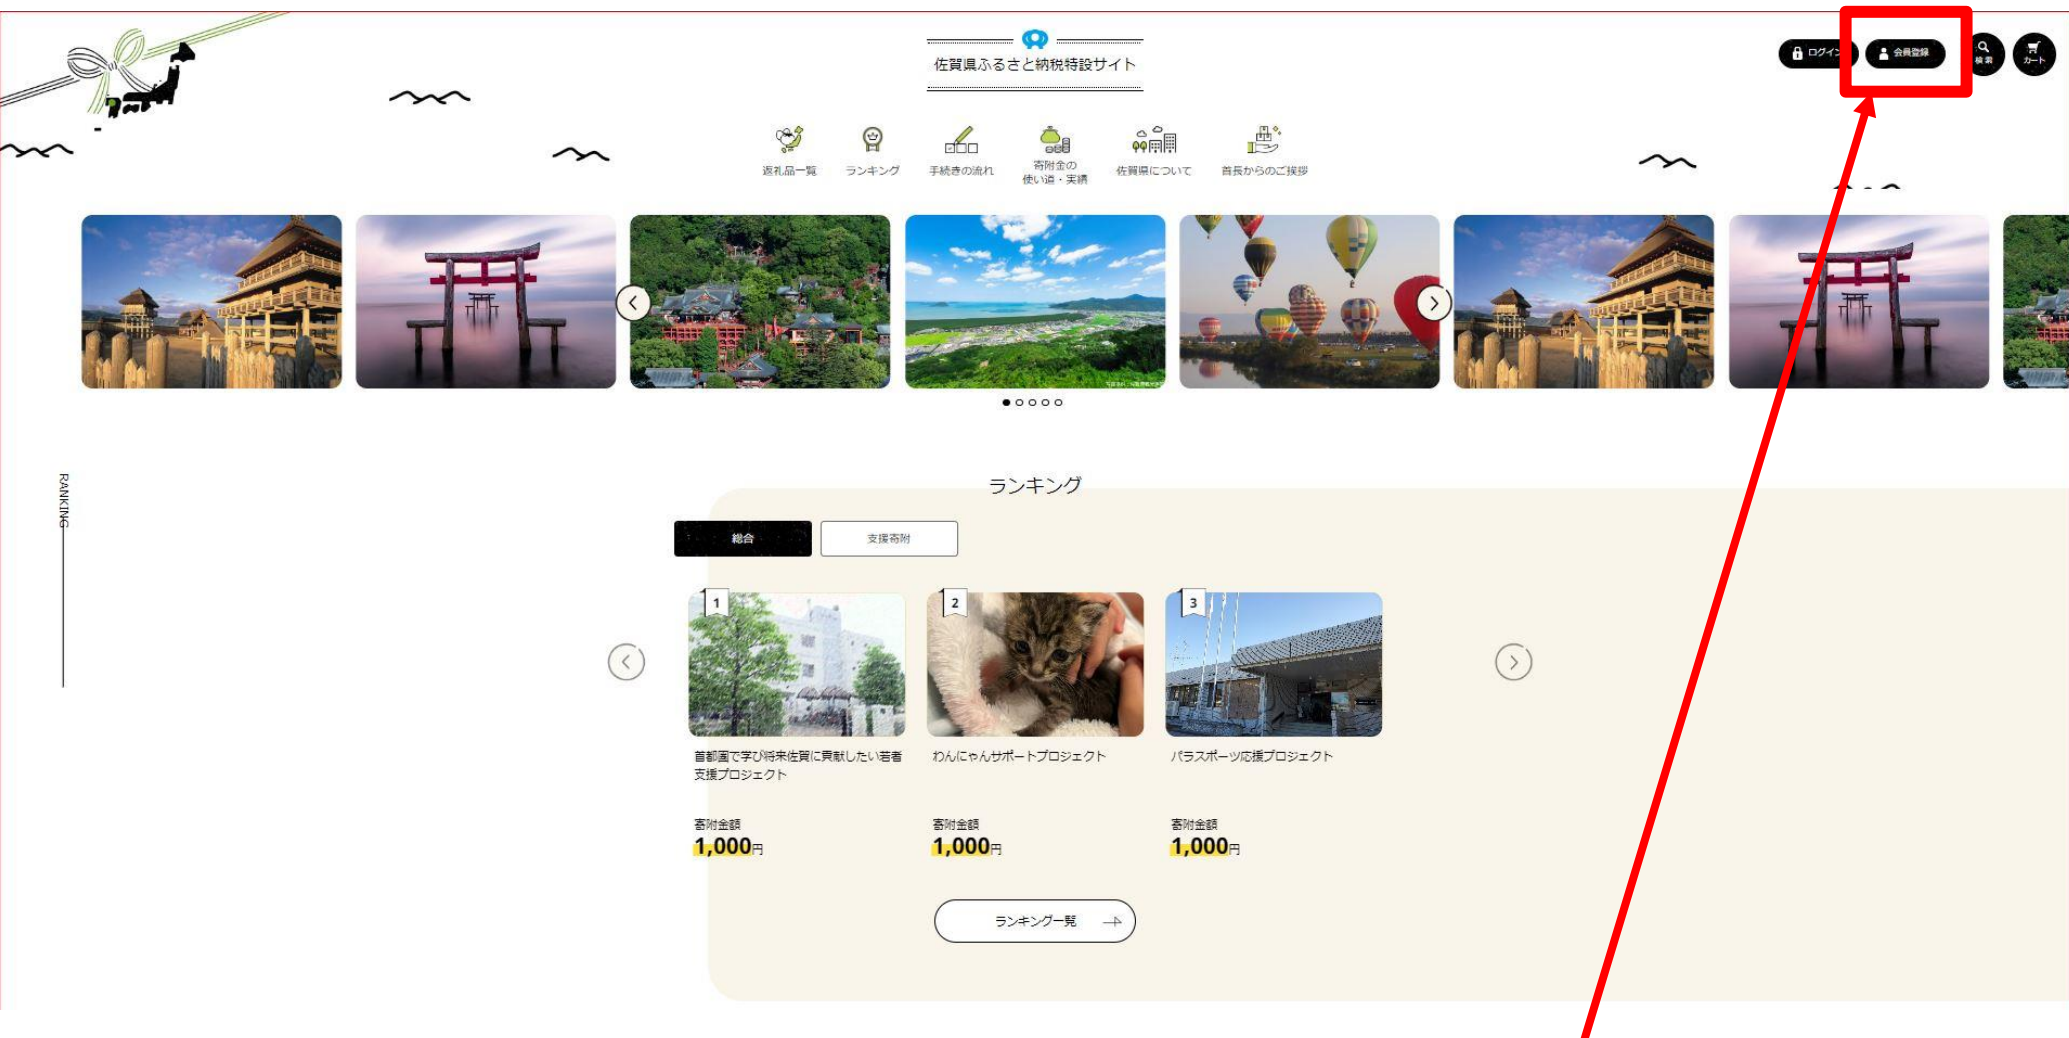 佐賀県ふるさと納税特設サイト
ログイン
会員登録
検索
カート
返礼品一覧
ランキング
手続きの流れ
寄附金の
使い道・実績
佐賀県について
首長からのご挨拶
RANKING
ランキング
総合
支援寄附
1
2
3
首都圏で学び将来佐賀に貢献したい若者
支援プロジェクト
わんにゃんサポートプロジェクト
パラスポーツ応援プロジェクト
寄附金額
1,000円
寄附金額
1,000円
寄附金額
1,000円
ランキング一覧